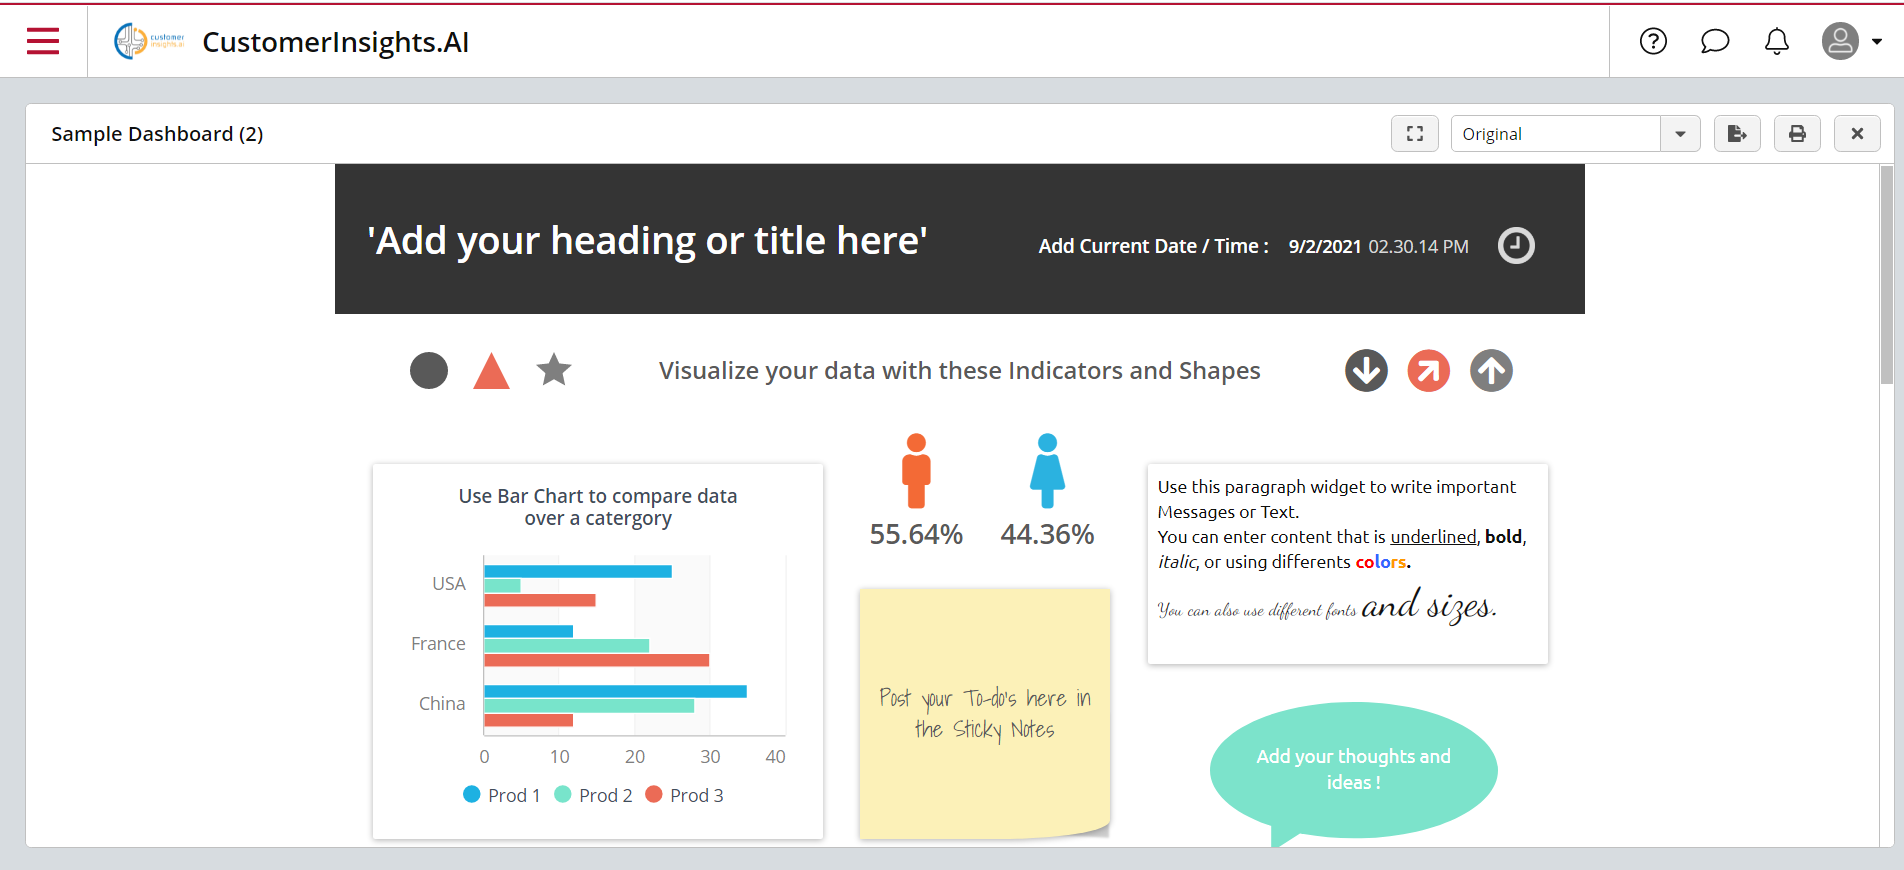 customer
insights.ai
CustomerInsights.AI
Sample Dashboard (2)
Original
'Add your heading or title here'
Add Current Date / Time : 9/2/2021 02.30.14 PM
Visualize your data with these Indicators and Shapes
Use Bar Chart to compare data
over a catergory
USA
France
China
0 10 20 30 40
Prod 1 Prod 2 Prod 3
55.64% 44.36%
Post your To-do's here in
the Sticky Notes
Use this paragraph widget to write important
Messages or Text.
You can enter content that is underlined, bold,
italic, or using differents colors.
You can also use different fonts and sizes.
Add your thoughts and
ideas !